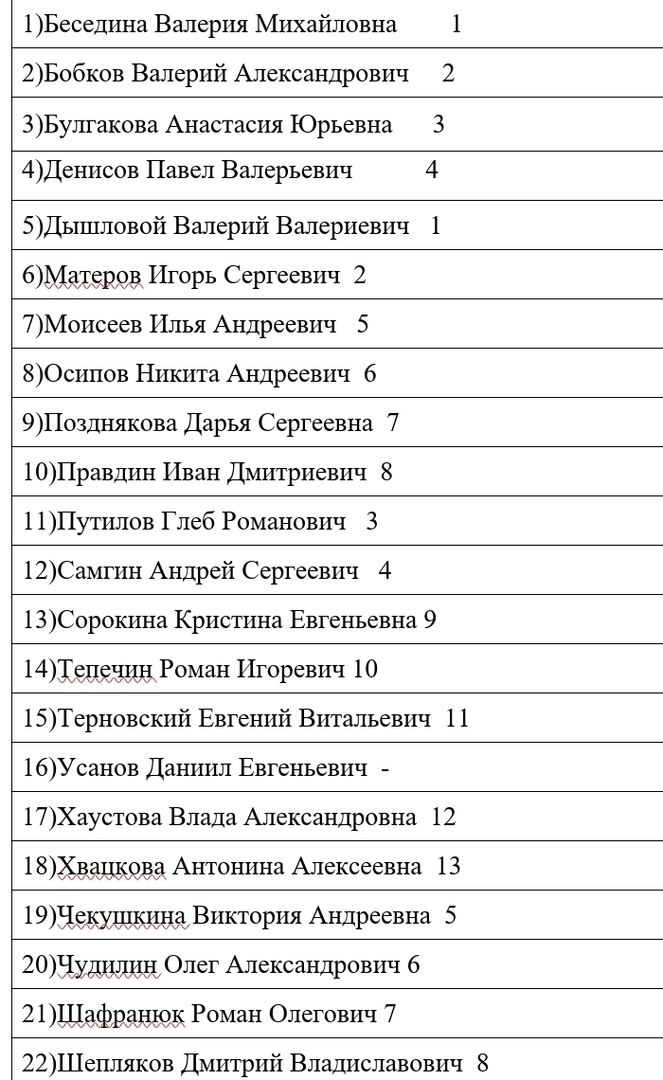 1)Беседина Валерия Михайловна 1
2)Бобков Валерий Александрович 2
3)Булгакова Анастасия Юрьевна 3
4)Денисов Павел Валерьевич 4
5)Дышловой Валерий Валериевич 1
6)Матеров Игорь Сергеевич 2
7)Моисеев Илья Андреевич 5
8)Осипов Никита Андреевич 6
9)Позднякова Дарья Сергеевна 7
10)Правдин Иван Дмитриевич 8
11)Путилов Глеб Романович 3
12)Самгин Андрей Сергеевич 4
13)Сорокина Кристина Евгеньевна 9
14)Тепечин Роман Игоревич 10
15)Терновский Евгений Витальевич 11
16)Усанов Даниил Евгеньевич -
17)Хаустова Влада Александровна 12
18)Хвацкова Антонина Алексеевна 13
19)Чекушкина Виктория Андреевна 5
20)Чудилин Олег Александрович 6
21)Шафранюк Роман Олегович 7
22)Шепляков Дмитрий Владиславович 8